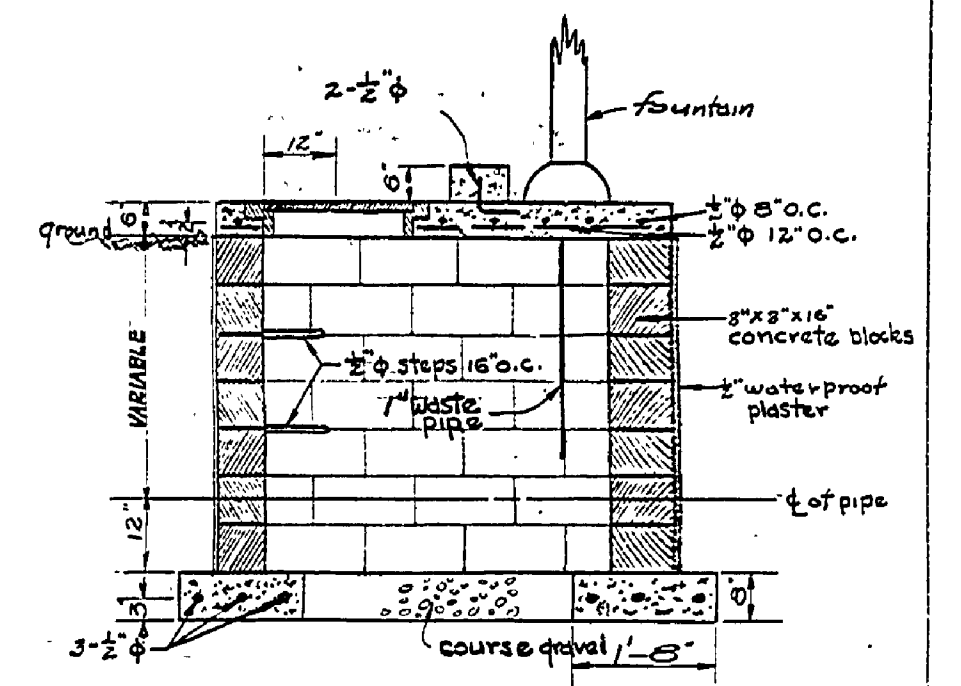 2-½"ϕ
fountain
12"
6"
6"
ground
2"
½"ϕ 8"O.C.
½"ϕ 12"O.C.
8"x8"x16"
concrete blocks
½"ϕ steps 16"O.C.
VARIABLE
1" waste
pipe
½" waterproof
plaster
℄ of pipe
12"
3"
8"
3-½"ϕ
course gravel
1'-8"